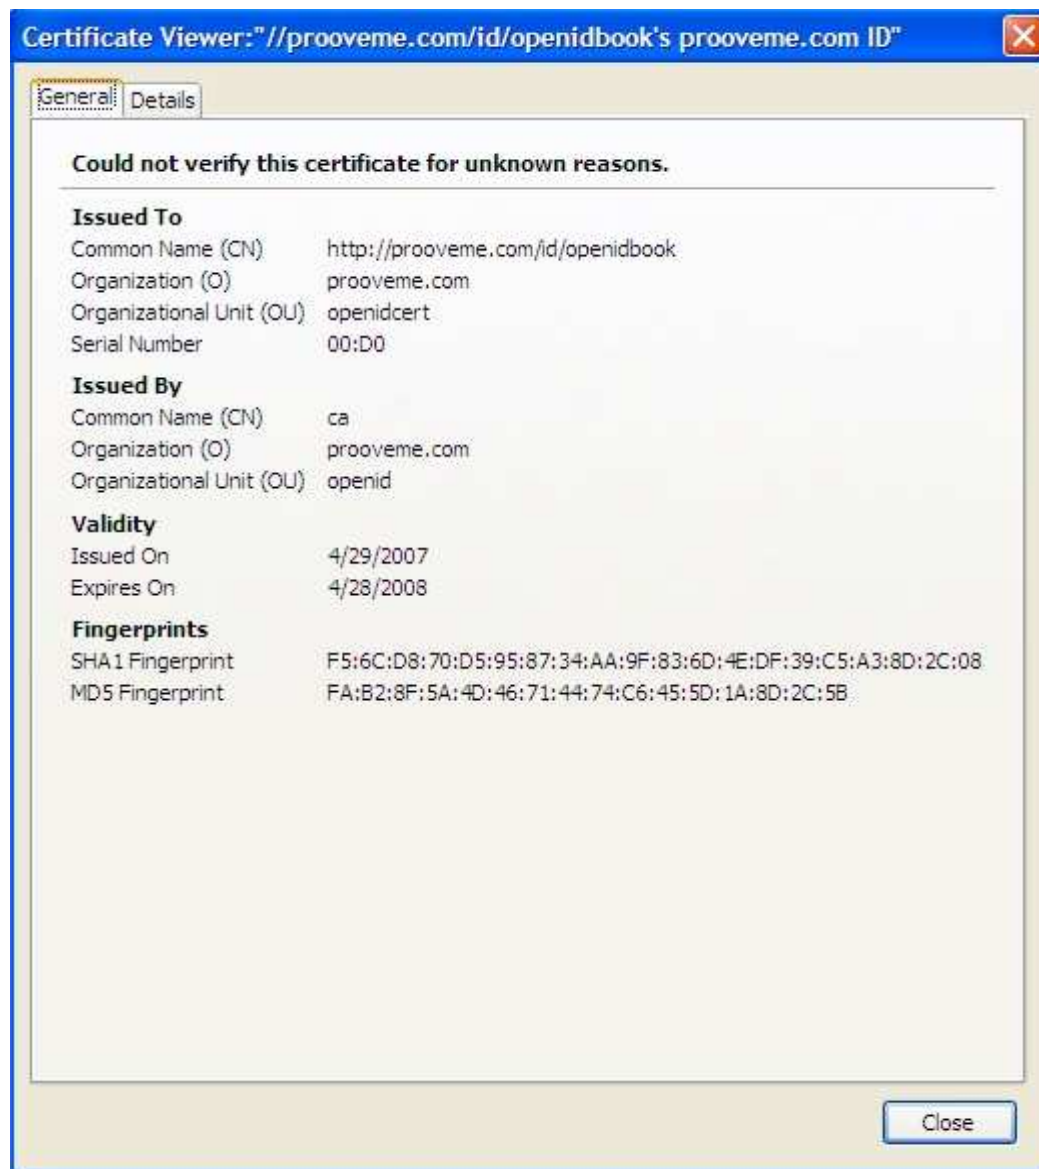 Certificate Viewer:"//prooveme.com/id/openidbook's prooveme.com ID"
General Details
Could not verify this certificate for unknown reasons.
Issued To
Common Name (CN) http://prooveme.com/id/openidbook
Organization (O) prooveme.com
Organizational Unit (OU) openidcert
Serial Number 00:D0
Issued By
Common Name (CN) ca
Organization (O) prooveme.com
Organizational Unit (OU) openid
Validity
Issued On 4/29/2007
Expires On 4/28/2008
Fingerprints
SHA1 Fingerprint F5:6C:D8:70:D5:95:87:34:AA:9F:83:6D:4E:DF:39:C5:A3:8D:2C:08
MD5 Fingerprint FA:B2:8F:5A:4D:46:71:44:74:C6:45:5D:1A:8D:2C:5B
Close